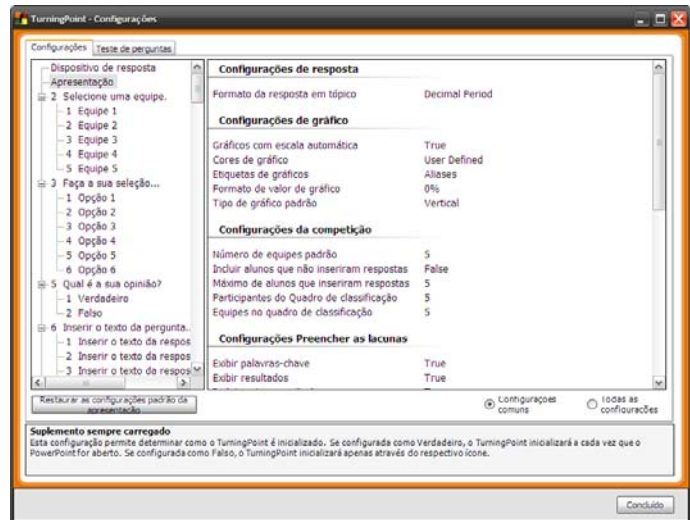 TurningPoint - Configurações
Configurações
Teste de perguntas
Dispositivo de resposta
Apresentação
2 Selecione uma equipe.
1 Equipe 1
2 Equipe 2
3 Equipe 3
4 Equipe 4
5 Equipe 5
3 Faça a sua seleção...
1 Opção 1
2 Opção 2
3 Opção 3
4 Opção 4
5 Opção 5
6 Opção 6
5 Qual é a sua opinião?
1 Verdadeiro
2 Falso
6 Inserir o texto da pergunta..
1 Inserir o texto da respos
2 Inserir o texto da respos
3 Inserir o texto da respos
Configurações de resposta
Formato da resposta em tópico Decimal Period
Configurações de gráfico
Gráficos com escala automática True
Cores de gráfico User Defined
Etiquetas de gráficos Aliases
Formato de valor de gráfico 0%
Tipo de gráfico padrão Vertical
Configurações da competição
Número de equipes padrão 5
Incluir alunos que não inseriram respostas False
Máximo de alunos que inseriram respostas 5
Participantes do Quadro de classificação 5
Equipes no quadro de classificação 5
Configurações Preencher as lacunas
Exibir palavras-chave True
Exibir resultados True
Restaurar as configurações padrão da
apresentação
Configurações
comuns
Todas as
configurações
Suplemento sempre carregado
Esta configuração permite determinar como o TurningPoint é inicializado. Se configurada como Verdadeiro, o TurningPoint inicializará a cada vez que o
PowerPoint for aberto. Se configurada como Falso, o TurningPoint inicializará apenas através do respectivo ícone.
Concluído